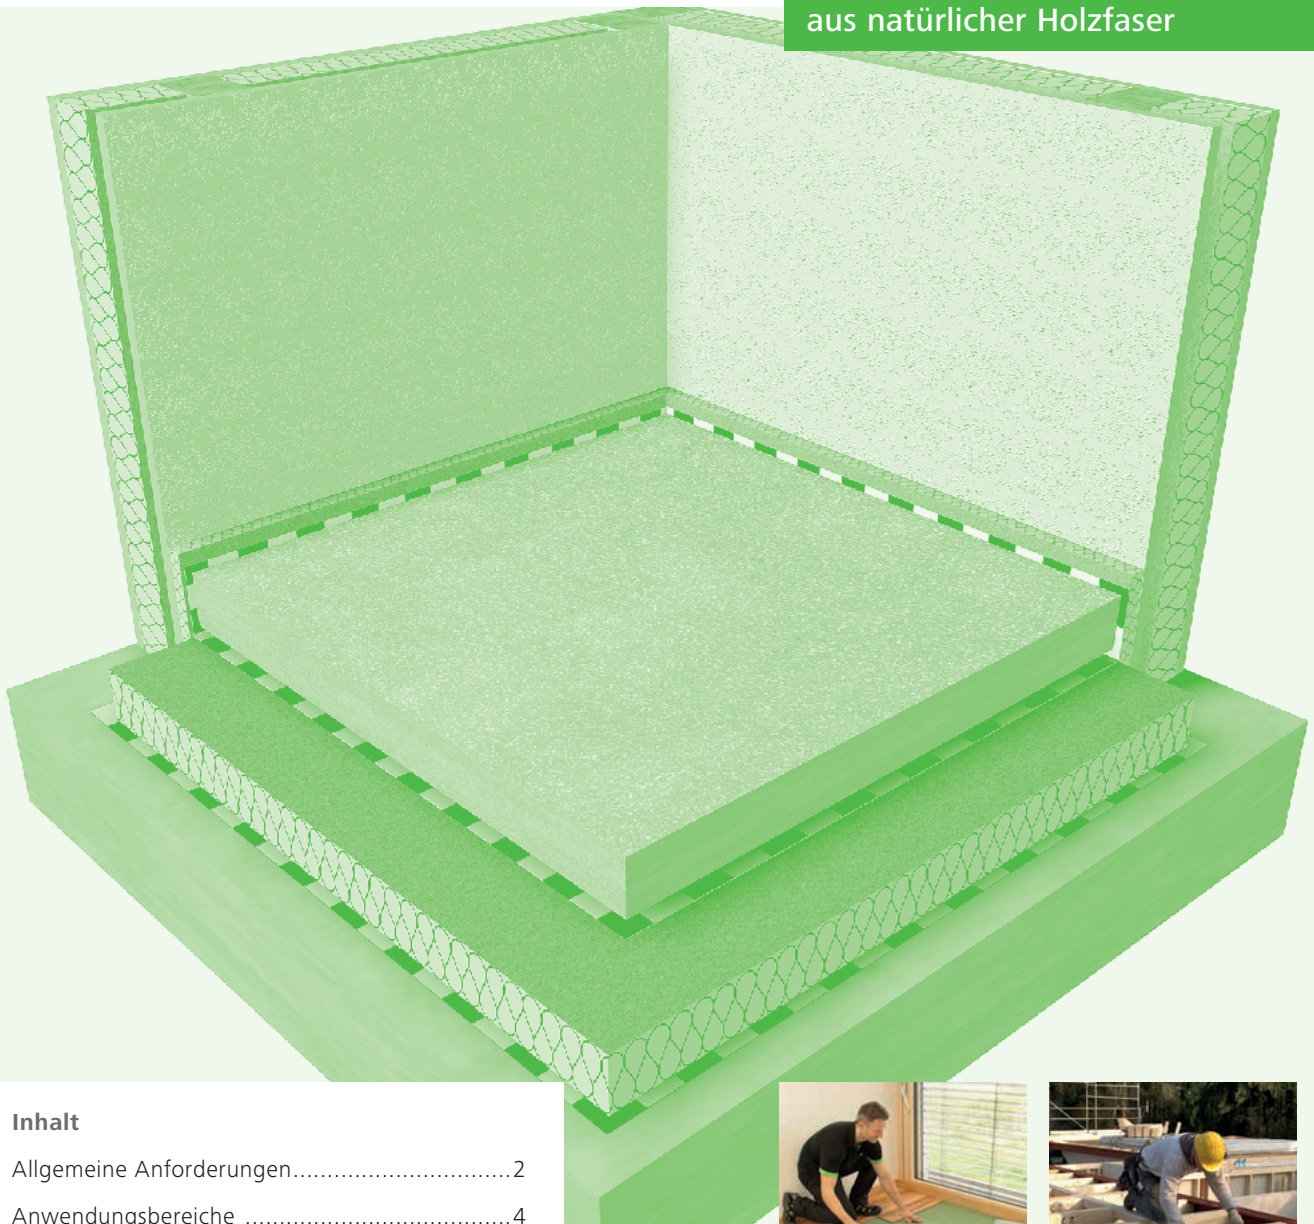 aus natürlicher Holzfaser
Inhalt
Allgemeine Anforderungen................................2
Anwendungsbereiche .......................................4